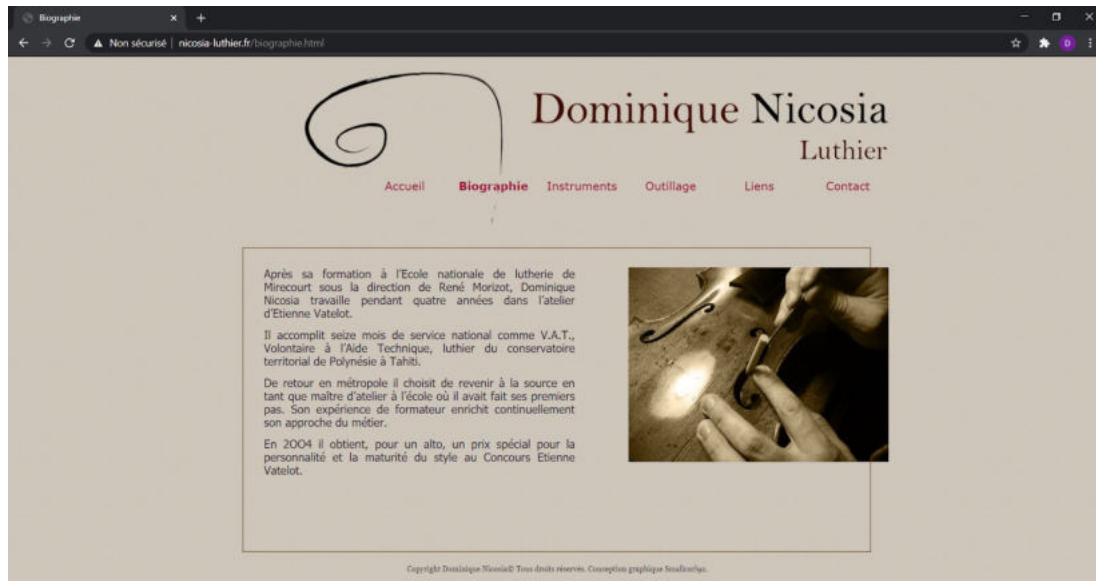 Biographie
Non sécurisé | nicosia-luthier.fr/biographie.html
D
Dominique Nicosia
Luthier
Accueil Biographie Instruments Outillage Liens Contact
Après sa formation à l'Ecole nationale de lutherie de
Mirecourt sous la direction de René Morizot, Dominique
Nicosia travaille pendant quatre années dans l'atelier
d'Etienne Vatelot.
Il accomplit seize mois de service national comme V.A.T.,
Volontaire à l'Aide Technique, luthier du conservatoire
territorial de Polynésie à Tahiti.
De retour en métropole il choisit de revenir à la source en
tant que maître d'atelier à l'école où il avait fait ses premiers
pas. Son expérience de formateur enrichit continuellement
son approche du métier.
En 2004 il obtient, pour un alto, un prix spécial pour la
personnalité et la maturité du style au Concours Etienne
Vatelot.
Copyright Dominique Nicosia© Tous droits réservés. Conception graphique